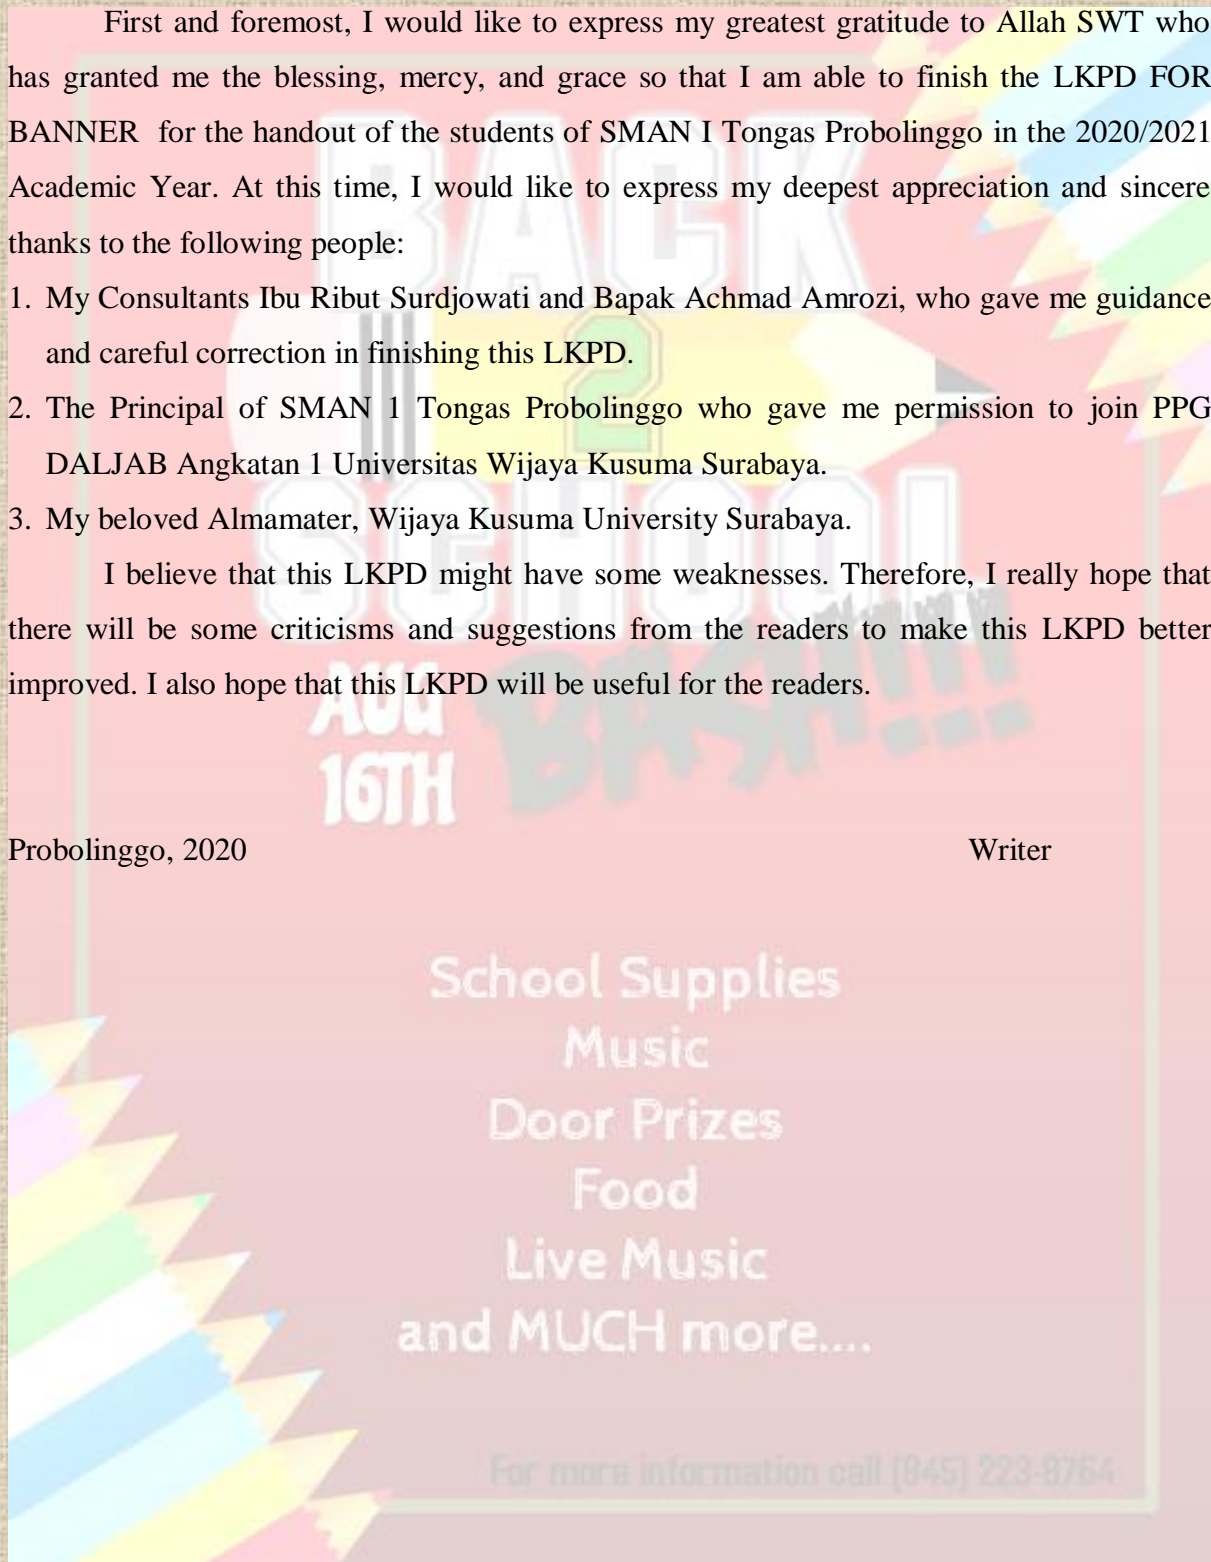 First and foremost, I would like to express my greatest gratitude to Allah SWT who
has granted me the blessing, mercy, and grace so that I am able to finish the LKPD FOR
BANNER for the handout of the students of SMAN I Tongas Probolinggo in the 2020/2021
Academic Year. At this time, I would like to express my deepest appreciation and sincere
thanks to the following people:
1. My Consultants Ibu Ribut Surdjowati and Bapak Achmad Amrozi, who gave me guidance
and careful correction in finishing this LKPD.
2. The Principal of SMAN 1 Tongas Probolinggo who gave me permission to join PPG
DALJAB Angkatan 1 Universitas Wijaya Kusuma Surabaya.
3. My beloved Almamater, Wijaya Kusuma University Surabaya.
I believe that this LKPD might have some weaknesses. Therefore, I really hope that
there will be some criticisms and suggestions from the readers to make this LKPD better
improved. I also hope that this LKPD will be useful for the readers.
Probolinggo, 2020 Writer
BACK
2
SCHOOL
BASH!!!
AUG
16TH
School Supplies
Music
Door Prizes
Food
Live Music
and MUCH more....
For more information call (845) 223-8764